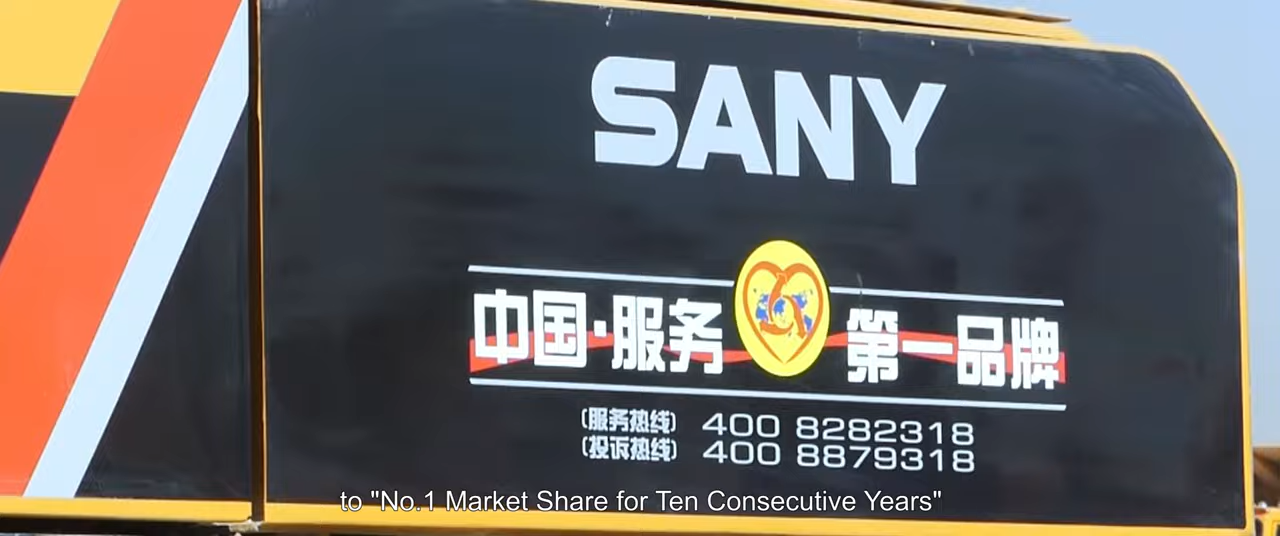 SANY
中国·服务 第一品牌
(服务热线) 400 8282318
(投诉热线) 400 8879318
to "No.1 Market Share for Ten Consecutive Years"